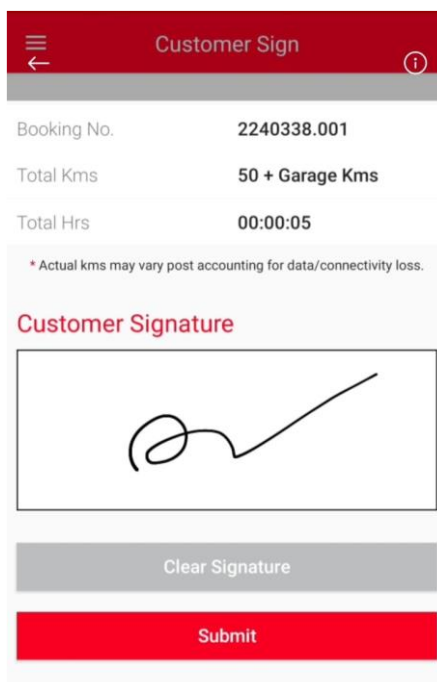 Customer Sign
Booking No. 2240338.001
Total Kms 50 + Garage Kms
Total Hrs 00:00:05
* Actual kms may vary post accounting for data/connectivity loss.
Customer Signature
Clear Signature
Submit